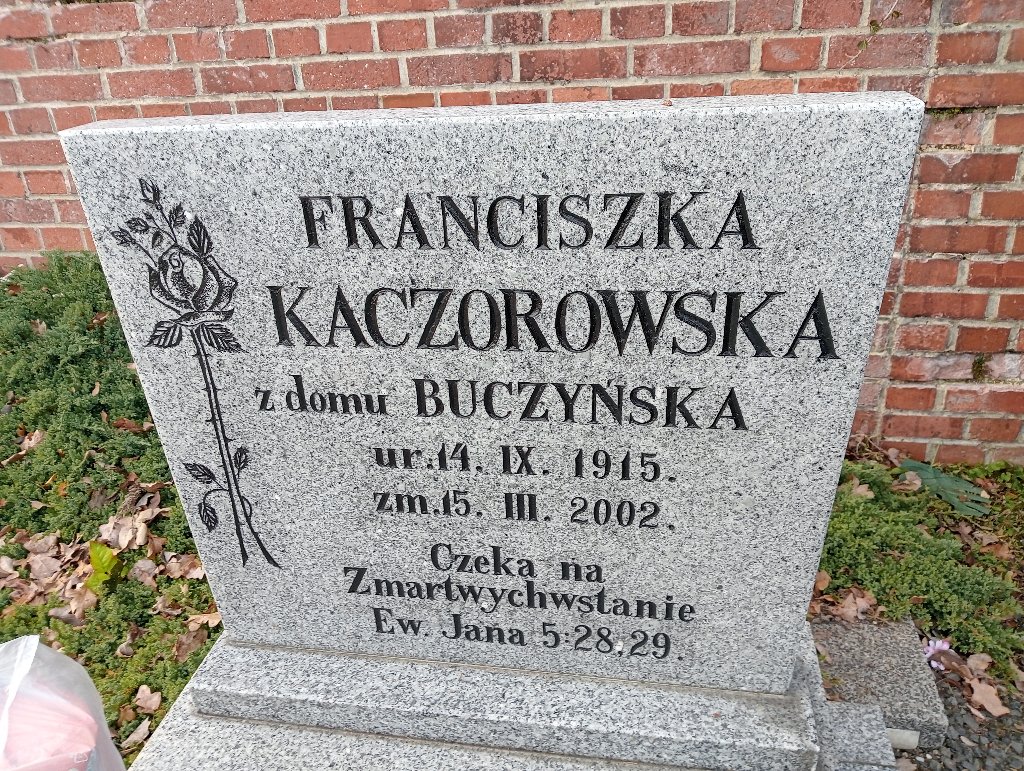 FRANCISZKA
KACZOROWSKA
z domu BUCZYŃSKA
ur.14. IX. 1915.
zm.15. III. 2002.
Czeka na
Zmartwychwstanie
Ew. Jana 5:28,29.